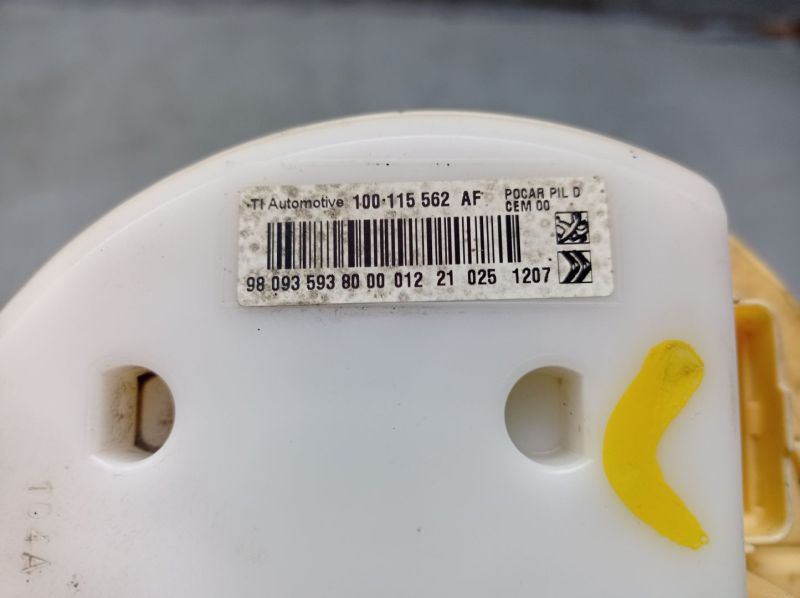 TI Automotive 100-115 562 AF
POCAR PIL D
CEM 00
98 093 593 80 00 012 21 025 1207
104A